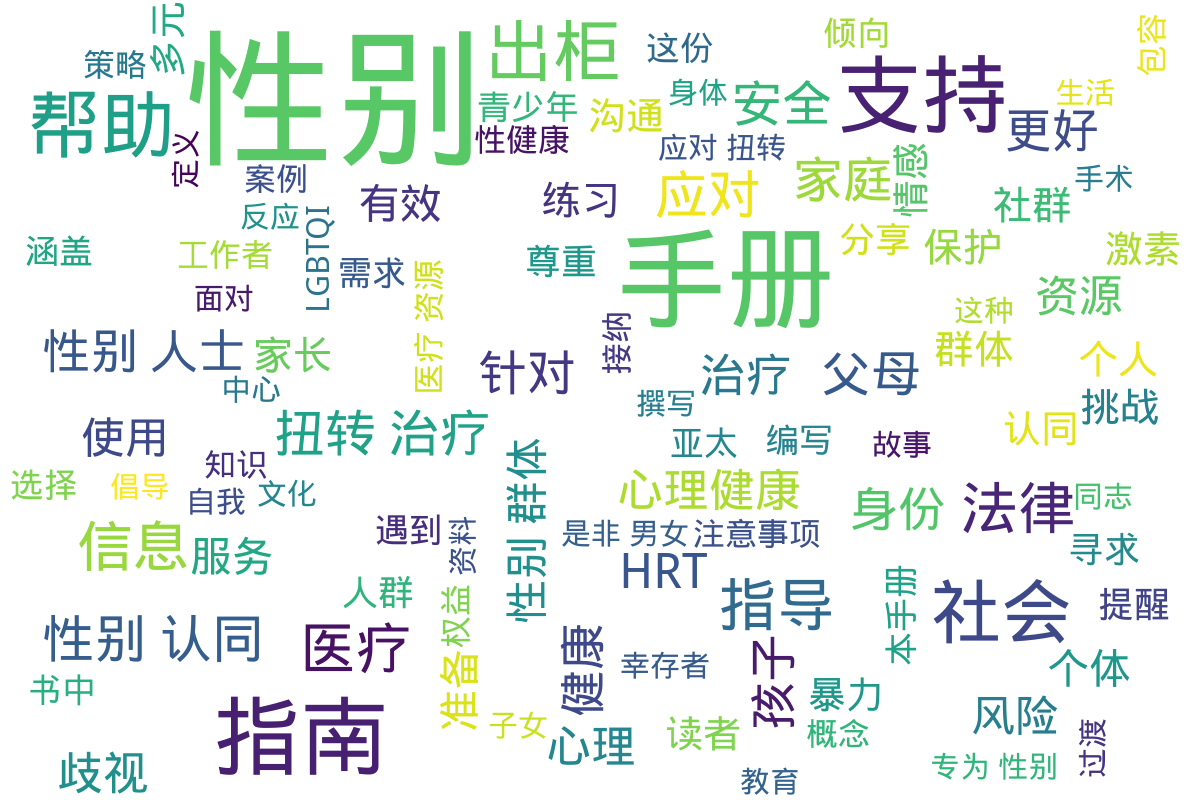 多元
策略
性别
出柜
这份
倾向
包容
帮助
定义
青少年
沟通
身体
安全
支持
生活
更好
性健康
应对 扭转
案例
反应
有效
练习
应对
家庭
情感
手术
社群
涵盖
工作者
LGBTQI
需求
医疗 资源
尊重
手册
分享
保护
激素
面对
接纳
这种
资源
性别 人士
家长
中心
针对
治疗
父母
群体
个人
使用
扭转 治疗
撰写
亚太
编写
故事
认同
挑战
知识
选择
倡导
自我
文化
性别 群体
心理健康
身份
法律
同志
信息
服务
遇到
资料
是非 男女
注意事项
寻求
人群
权益
HRT
指导
本手册
社会
提醒
性别 认同
医疗
准备
健康
幸存者
孩子
个体
书中
指南
子女
心理
读者
暴力
概念
风险
过渡
歧视
教育
专为 性别